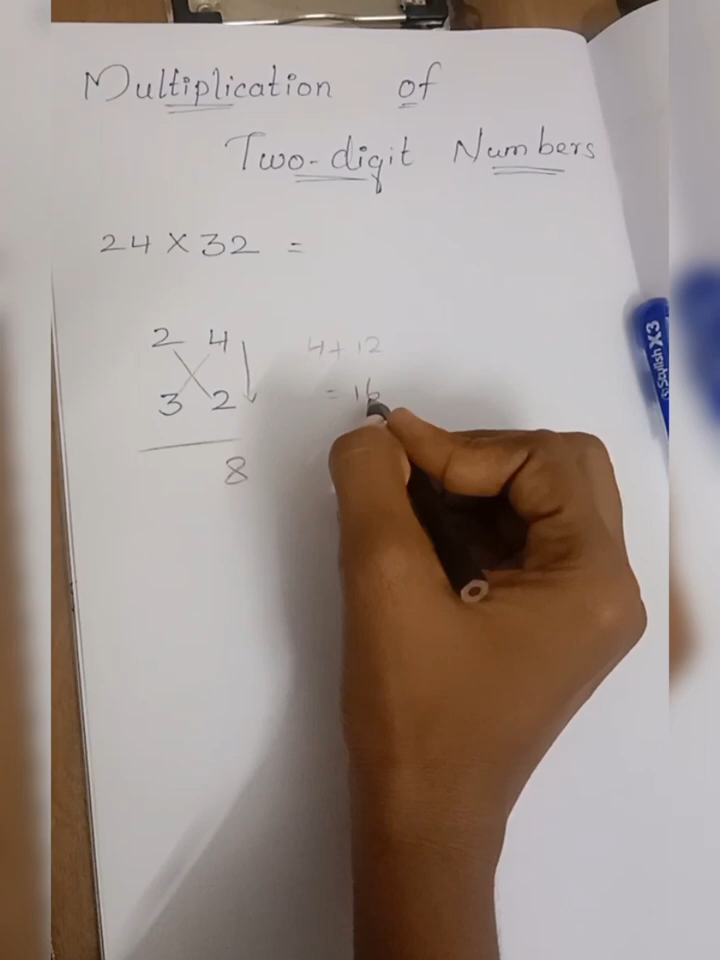 Multiplication of
Two-digit Numbers
24 X 32 =
2 4
3 2
8
4 + 12
= 16
Stylish X3